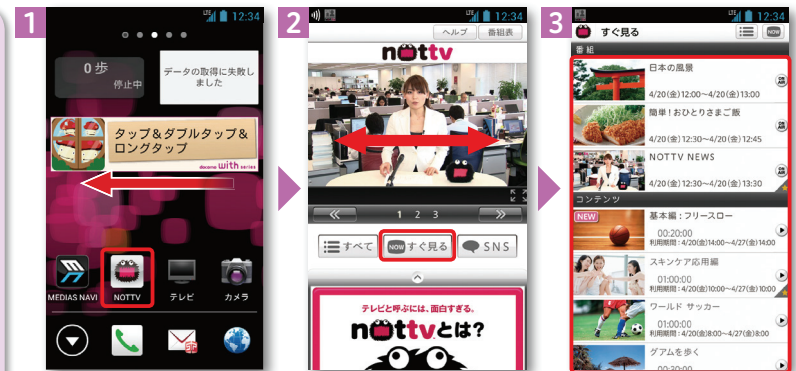 1
LTE 12:34
0歩
停止中
データの取得に失敗し
ました
タップ&ダブルタップ&
ロングタップ
docomo with series
MEDIAS NAVI
NOTTV
テレビ
カメラ
2
LTE 12:34
ヘルプ
番組表
nottv
1 2 3
すべて
NOW すぐ見る
SNS
テレビと呼ぶには、面白すぎる。
nottvとは?
3
LTE 12:34
すぐ見る
NOW
番組
日本の風景
4/20(金)12:00~4/20(金)13:00
簡単!おひとりさまご飯
4/20(金)12:30~4/20(金)12:45
NOTTV NEWS
4/20(金)12:30~4/20(金)13:30
コンテンツ
NEW
基本編:フリースロー
00:20:00
利用期間:4/20(金)14:00~4/27(金)14:00
スキンケア応用編
01:00:00
利用期間:4/20(金)10:00~4/27(金)10:00
ワールド サッカー
01:00:00
利用期間:4/20(金)8:00~4/27(金)8:00
グアムを歩く
00:30:00